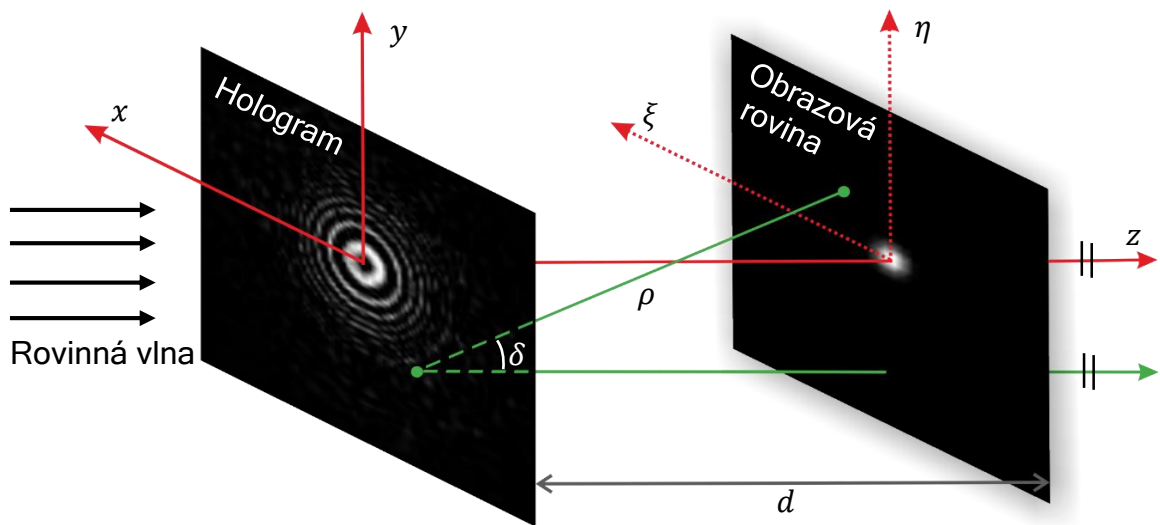 y
η
x
Hologram
ξ
Obrazová
rovina
z
ρ
δ
Rovinná vlna
d